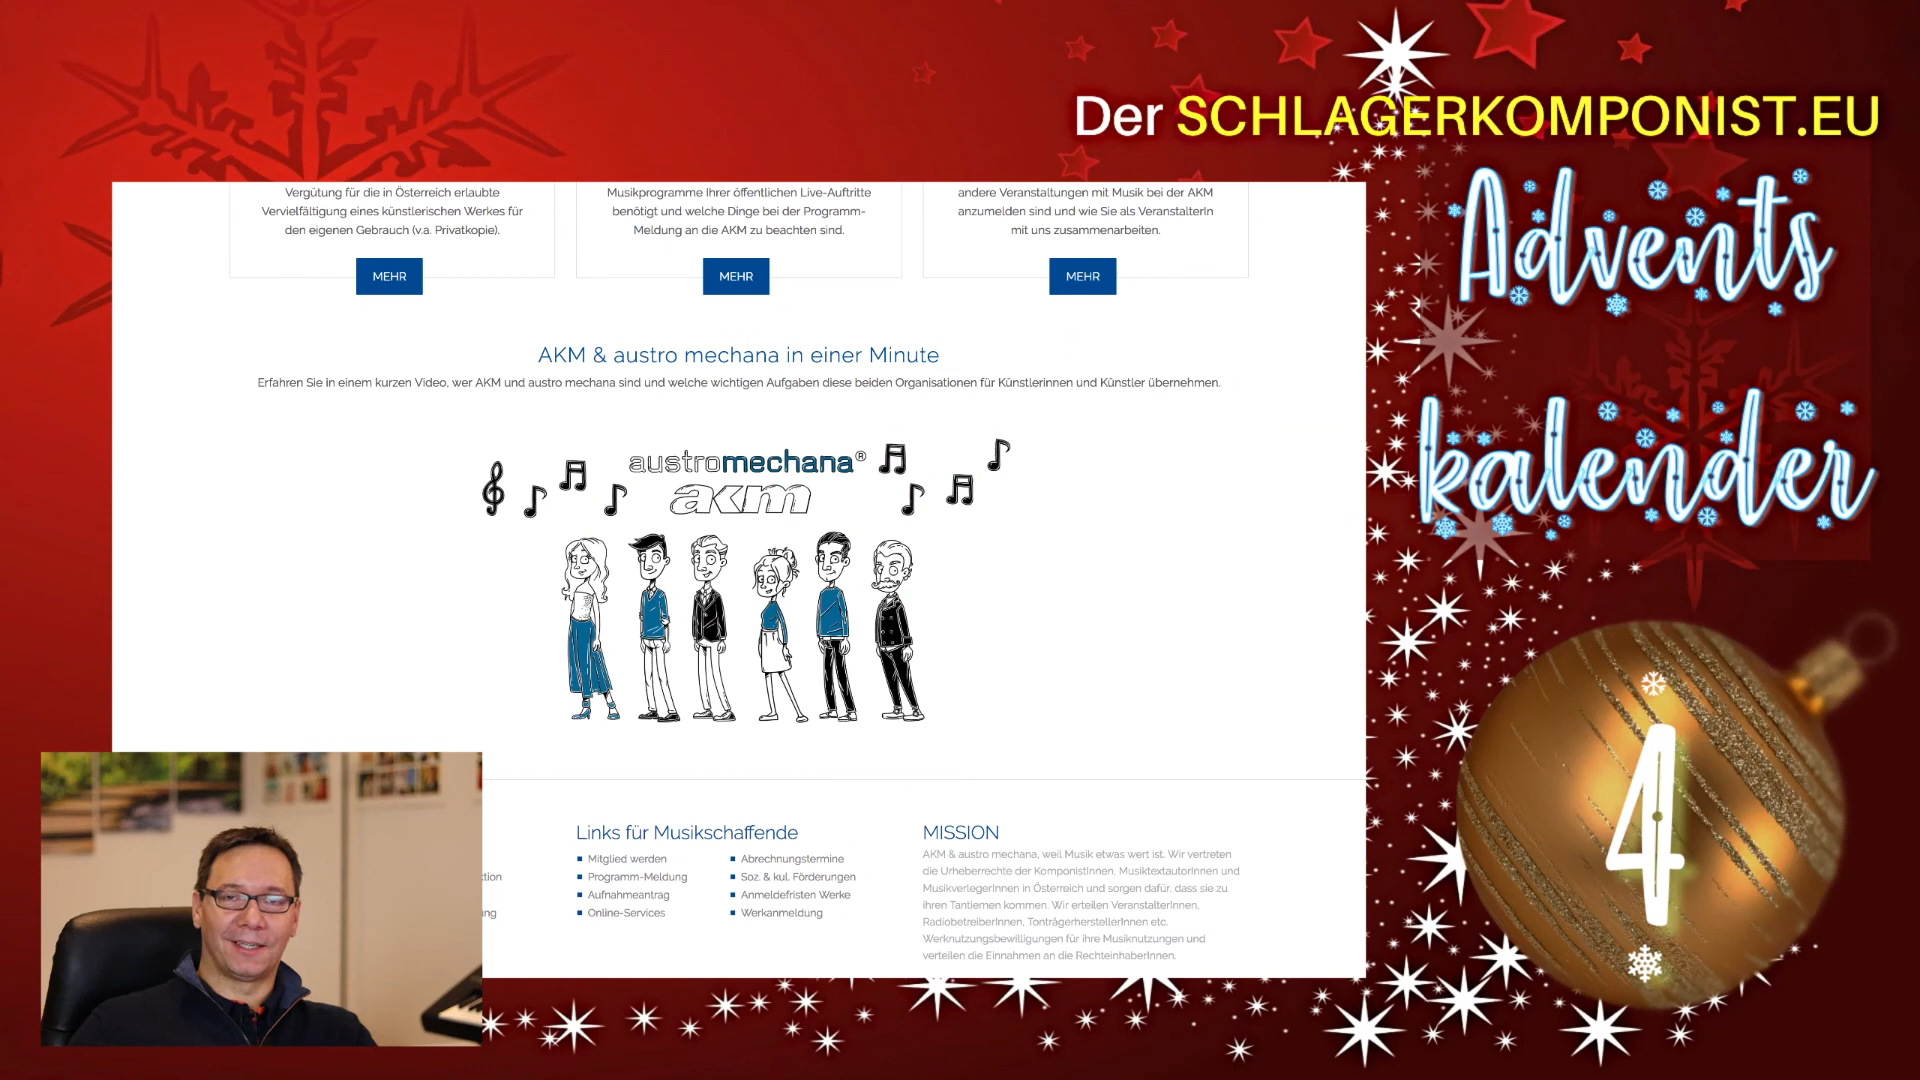 Der SCHLAGERKOMPONIST.EU
Advents
kalender
4
Vergütung für die in Österreich erlaubte
Vervielfältigung eines künstlerischen Werkes für
den eigenen Gebrauch (v.a. Privatkopie).
MEHR
Musikprogramme Ihrer öffentlichen Live-Auftritte
benötigt und welche Dinge bei der Programm-
Meldung an die AKM zu beachten sind.
MEHR
andere Veranstaltungen mit Musik bei der AKM
anzumelden sind und wie Sie als VeranstalterIn
mit uns zusammenarbeiten.
MEHR
AKM & austro mechana in einer Minute
Erfahren Sie in einem kurzen Video, wer AKM und austro mechana sind und welche wichtigen Aufgaben diese beiden Organisationen für Künstlerinnen und Künstler übernehmen.
austromechana®
akm
Links für Musikschaffende
Mitglied werden
Programm-Meldung
Aufnahmeantrag
Online-Services
Abrechnungstermine
Soz. & kul. Förderungen
Anmeldefristen Werke
Werkanmeldung
MISSION
AKM & austro mechana, weil Musik etwas wert ist. Wir vertreten
die Urheberrechte der KomponistInnen, MusiktextautorInnen und
MusikverlegerInnen in Österreich und sorgen dafür, dass sie zu
ihren Tantiemen kommen. Wir erteilen VeranstalterInnen,
RadiobetreiberInnen, TonträgerherstellerInnen etc.
Werknutzungsbewilligungen für ihre Musiknutzungen und
verteilen die Einnahmen an die RechteinhaberInnen.